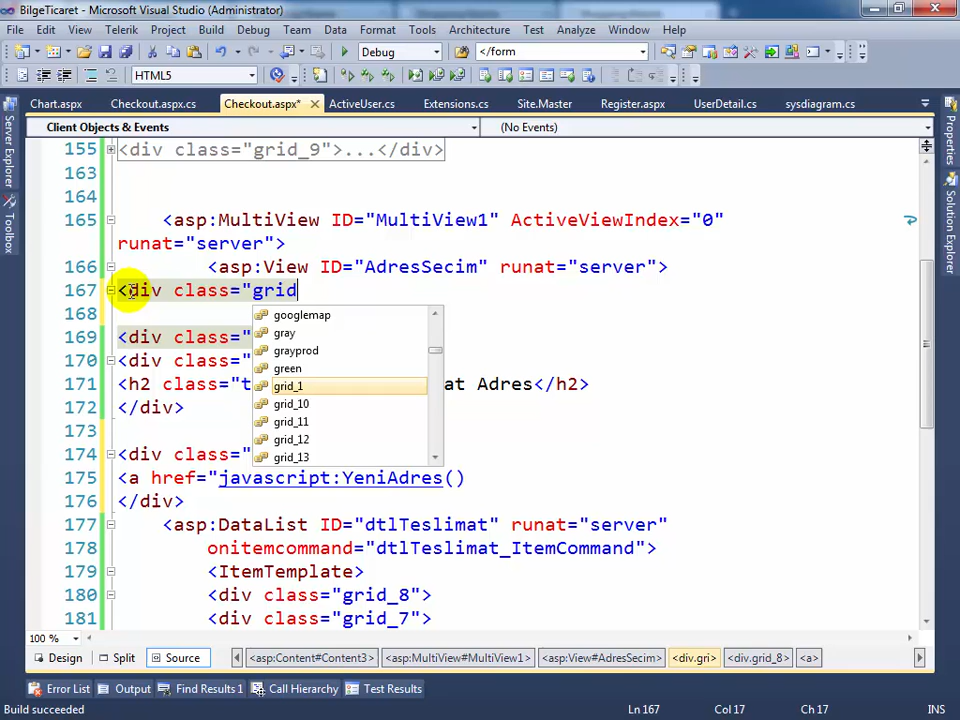 BilgeTicaret - Microsoft Visual Studio (Administrator)
File Edit View Telerik Project Build Debug Team Data Format Tools Architecture Test Analyze Window Help
Debug </form
HTML5
Chart.aspx Checkout.aspx.cs Checkout.aspx* ActiveUser.cs Extensions.cs Site.Master Register.aspx UserDetail.cs sysdiagram.cs
Client Objects & Events (No Events)
Server Explorer
Toolbox
Properties
Solution Explorer
155 <div class="grid_9">...</div>
163
164
165 <asp:MultiView ID="MultiView1" ActiveViewIndex="0"
runat="server">
166 <asp:View ID="AdresSecim" runat="server">
167 <div class="grid
168
169 <div class="
170 <div class="
171 <h2 class="t at Adres</h2>
172 </div>
173
174 <div class="
175 <a href="javascript:YeniAdres()
176 </div>
177 <asp:DataList ID="dtlTeslimat" runat="server"
178 onitemcommand="dtlTeslimat_ItemCommand">
179 <ItemTemplate>
180 <div class="grid_8">
181 <div class="grid_7">
googlemap
gray
grayprod
green
grid_1
grid_10
grid_11
grid_12
grid_13
100 %
Design Split Source <asp:Content#Content3> <asp:MultiView#MultiView1> <asp:View#AdresSecim> <div.gri> <div.grid_8> <a>
Error List Output Find Results 1 Call Hierarchy Test Results
Build succeeded Ln 167 Col 17 Ch 17 INS